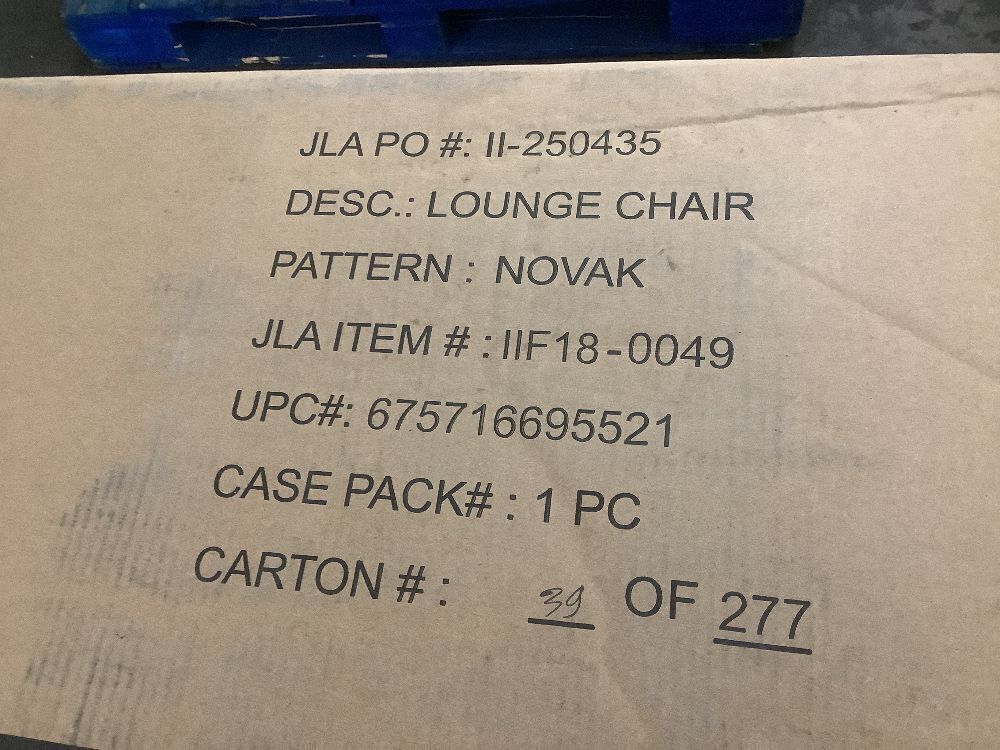 JLA PO #: II-250435
DESC.: LOUNGE CHAIR
PATTERN : NOVAK
JLA ITEM # : IIF18-0049
UPC#: 675716695521
CASE PACK# : 1 PC
CARTON # : 39 OF 277